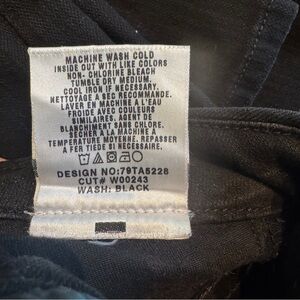 MACHINE WASH COLD
INSIDE OUT WITH LIKE COLORS
NON- CHLORINE BLEACH
TUMBLE DRY MEDIUM.
COOL IRON IF NECESSARY.
NETTOYAGE A SEC RECOMMANDE.
LAVER EN MACHINE A L'EAU
FROIDE AVEC COULEURS
SIMILAIRES. AGENT DE
BLANCHIMENT SANS CHLORE.
SECHER A LA MACHINE A
TEMPERATURE MOYENNE. REPASSER
A FER TIEDE SI NECESSAIRE.
DESIGN NO:79TA5228
CUT# W00243
WASH: BLACK